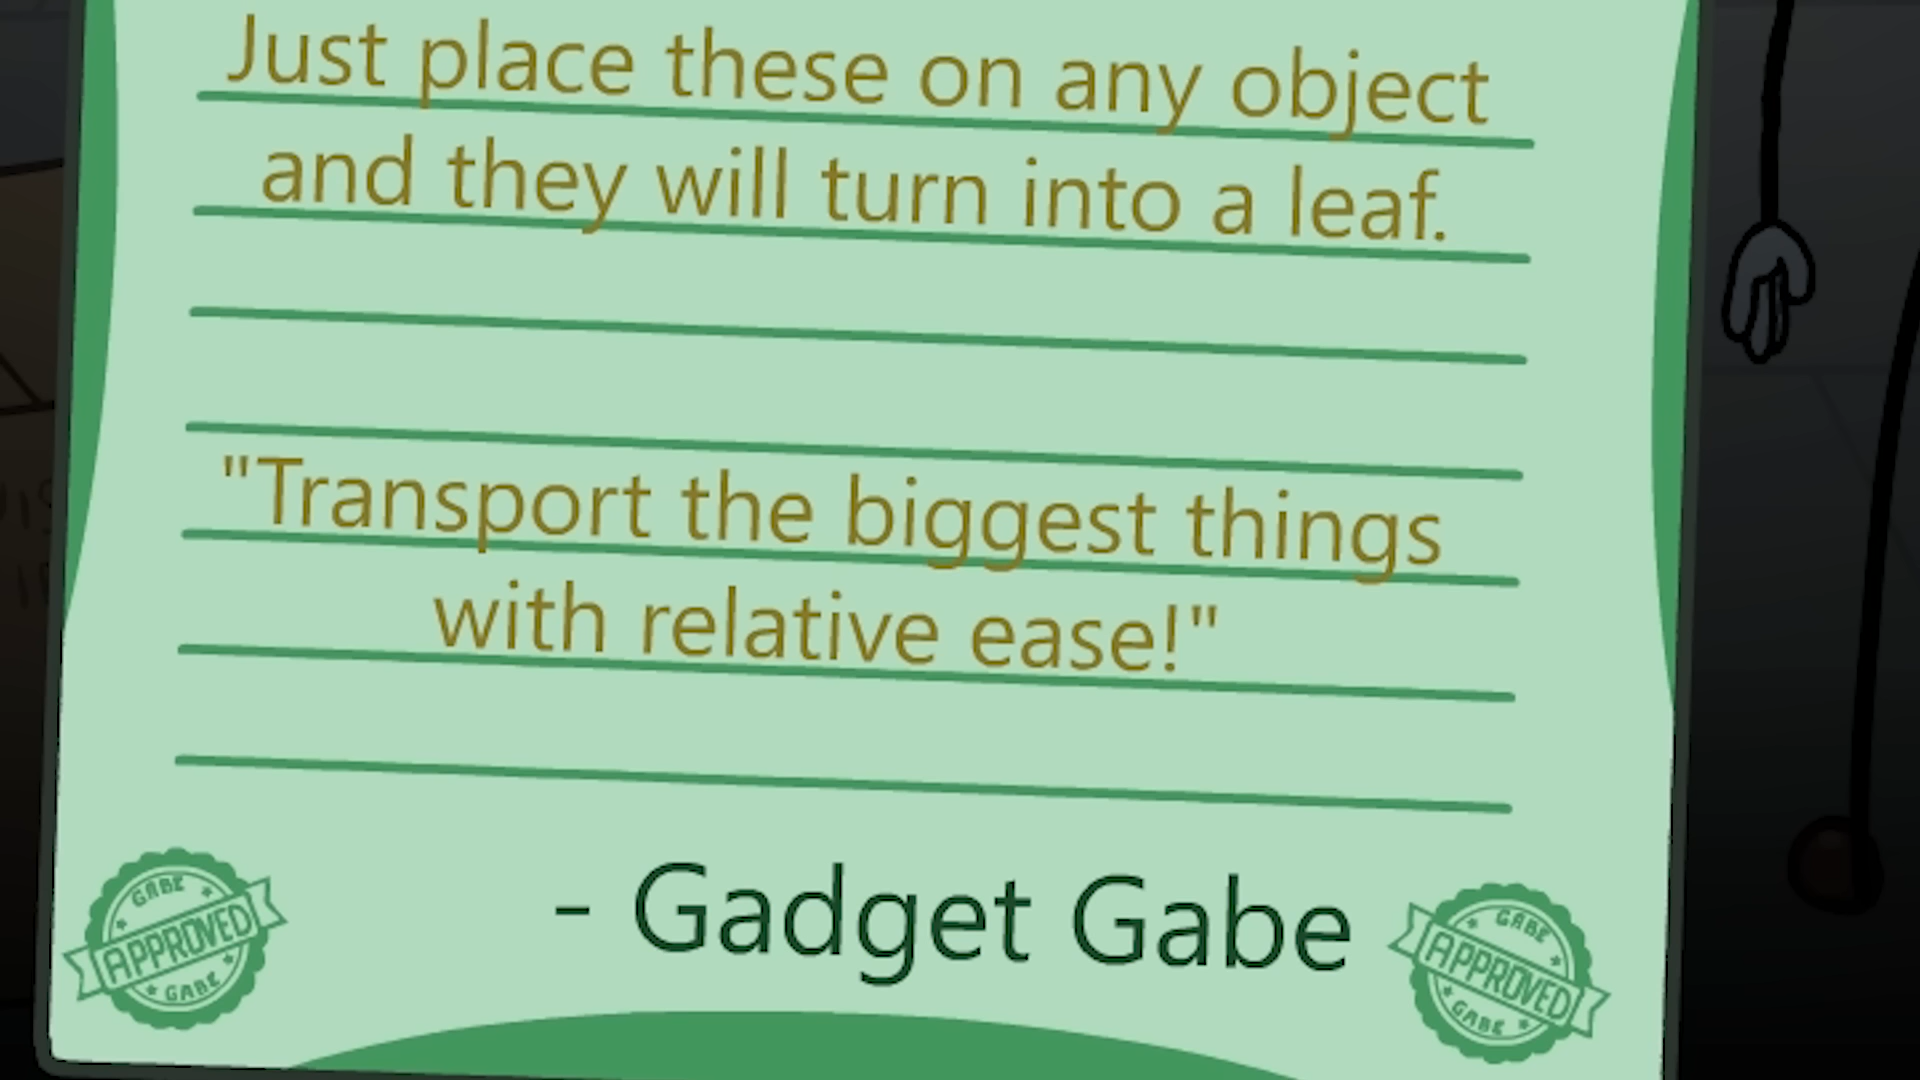 Just place these on any object
and they will turn into a leaf.
"Transport the biggest things
with relative ease!"
- Gadget Gabe
GABE
APPROVED
GABE
GABE
APPROVED
GABE